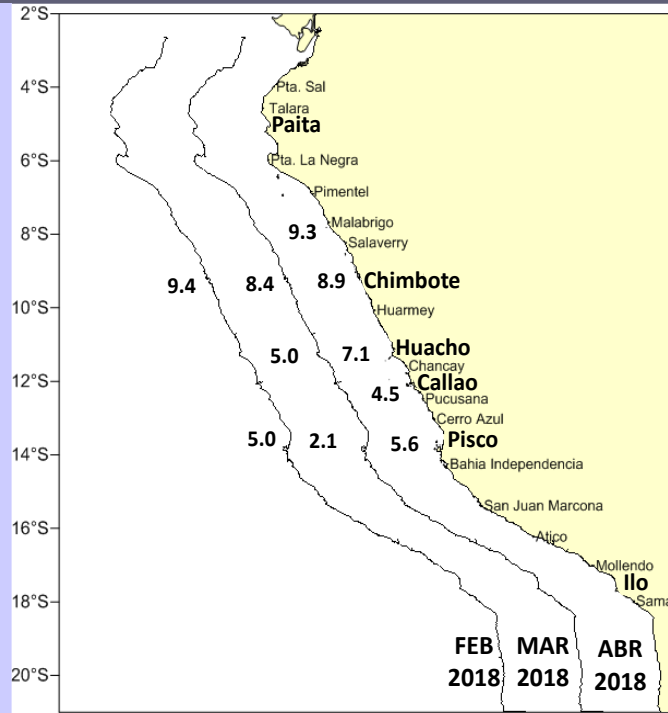 2°S
4°S
Pta. Sal
Talara
Paita
6°S
Pta. La Negra
Pimentel
8°S
9.3
Malabrigo
Salaverry
9.4
8.4
8.9
Chimbote
10°S
Huarmey
5.0
7.1
Huacho
Chancay
12°S
4.5
Callao
Pucusana
Cerro Azul
5.0
2.1
5.6
Pisco
14°S
Bahia Independencia
San Juan Marcona
16°S
Atico
Mollendo
Ilo
18°S
Sama
FEB
2018
MAR
2018
ABR
2018
20°S